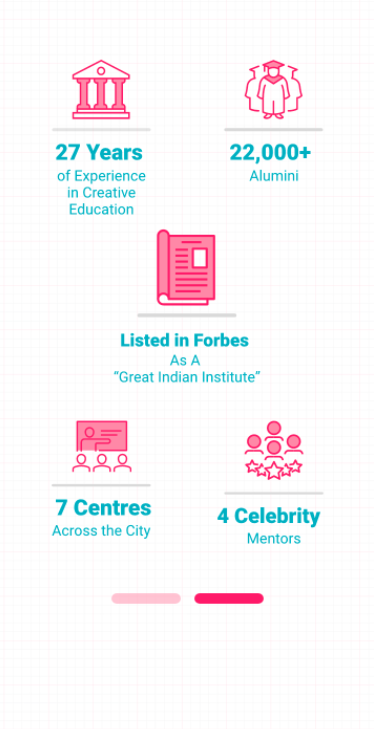 27 Years
of Experience
in Creative
Education
22,000+
Alumini
Listed in Forbes
As A
“Great Indian Institute”
7 Centres
Across the City
4 Celebrity
Mentors